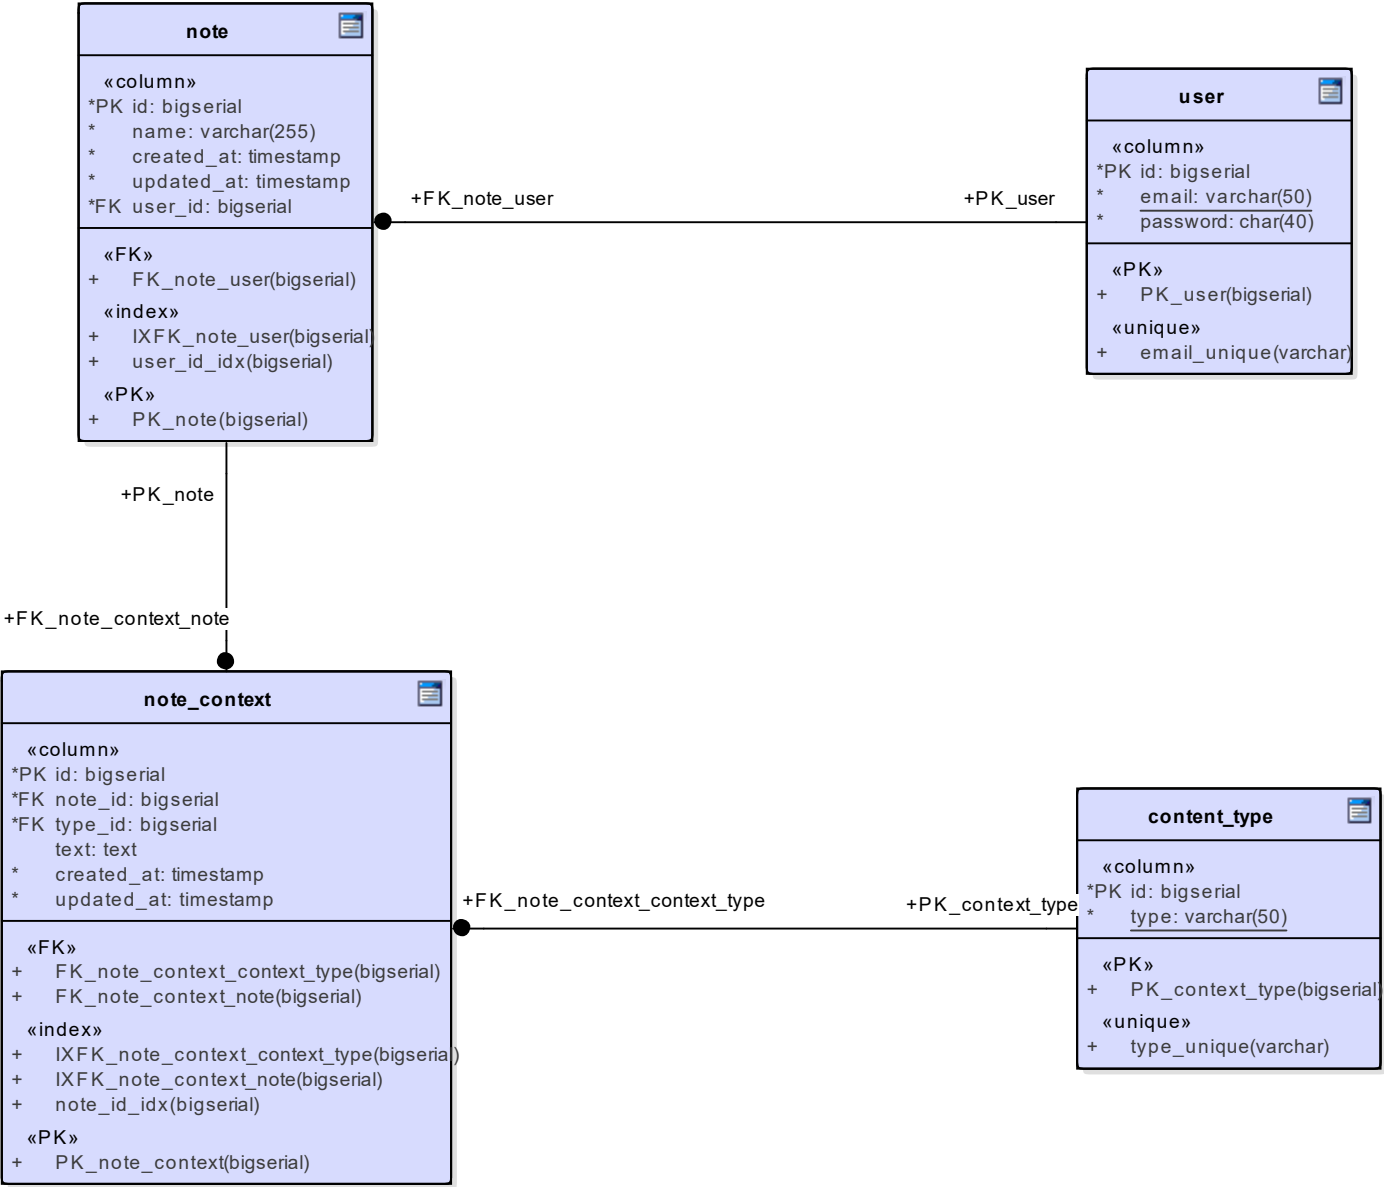 note
«column»
*PK id: bigserial
* name: varchar(255)
* created_at: timestamp
* updated_at: timestamp
*FK user_id: bigserial
«FK»
+ FK_note_user(bigserial)
«index»
+ IXFK_note_user(bigserial)
+ user_id_idx(bigserial)
«PK»
+ PK_note(bigserial)
+FK_note_user
+PK_user
user
«column»
*PK id: bigserial
* email: varchar(50)
* password: char(40)
«PK»
+ PK_user(bigserial)
«unique»
+ email_unique(varchar)
+PK_note
+FK_note_context_note
note_context
«column»
*PK id: bigserial
*FK note_id: bigserial
*FK type_id: bigserial
text: text
* created_at: timestamp
* updated_at: timestamp
«FK»
+ FK_note_context_context_type(bigserial)
+ FK_note_context_note(bigserial)
«index»
+ IXFK_note_context_context_type(bigserial)
+ IXFK_note_context_note(bigserial)
+ note_id_idx(bigserial)
«PK»
+ PK_note_context(bigserial)
+FK_note_context_context_type
+PK_context_type
content_type
«column»
*PK id: bigserial
* type: varchar(50)
«PK»
+ PK_context_type(bigserial)
«unique»
+ type_unique(varchar)